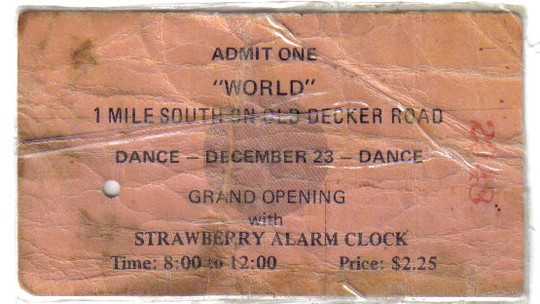 ADMIT ONE
"WORLD"
1 MILE SOUTH ON OLD DECKER ROAD
DANCE – DECEMBER 23 – DANCE
GRAND OPENING
with
STRAWBERRY ALARM CLOCK
Time: 8:00 to 12:00 Price: $2.25